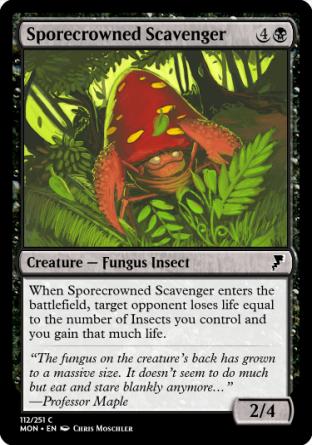 Sporecrowned Scavenger 4
Creature — Fungus Insect
When Sporecrowned Scavenger enters the
battlefield, target opponent loses life equal
to the number of Insects you control and
you gain that much life.
“The fungus on the creature’s back has grown
to a massive size. It doesn’t seem to do much
but eat and stare blankly anymore…”
—Professor Maple
2/4
112/251 C
MON • EN Chris Moschler